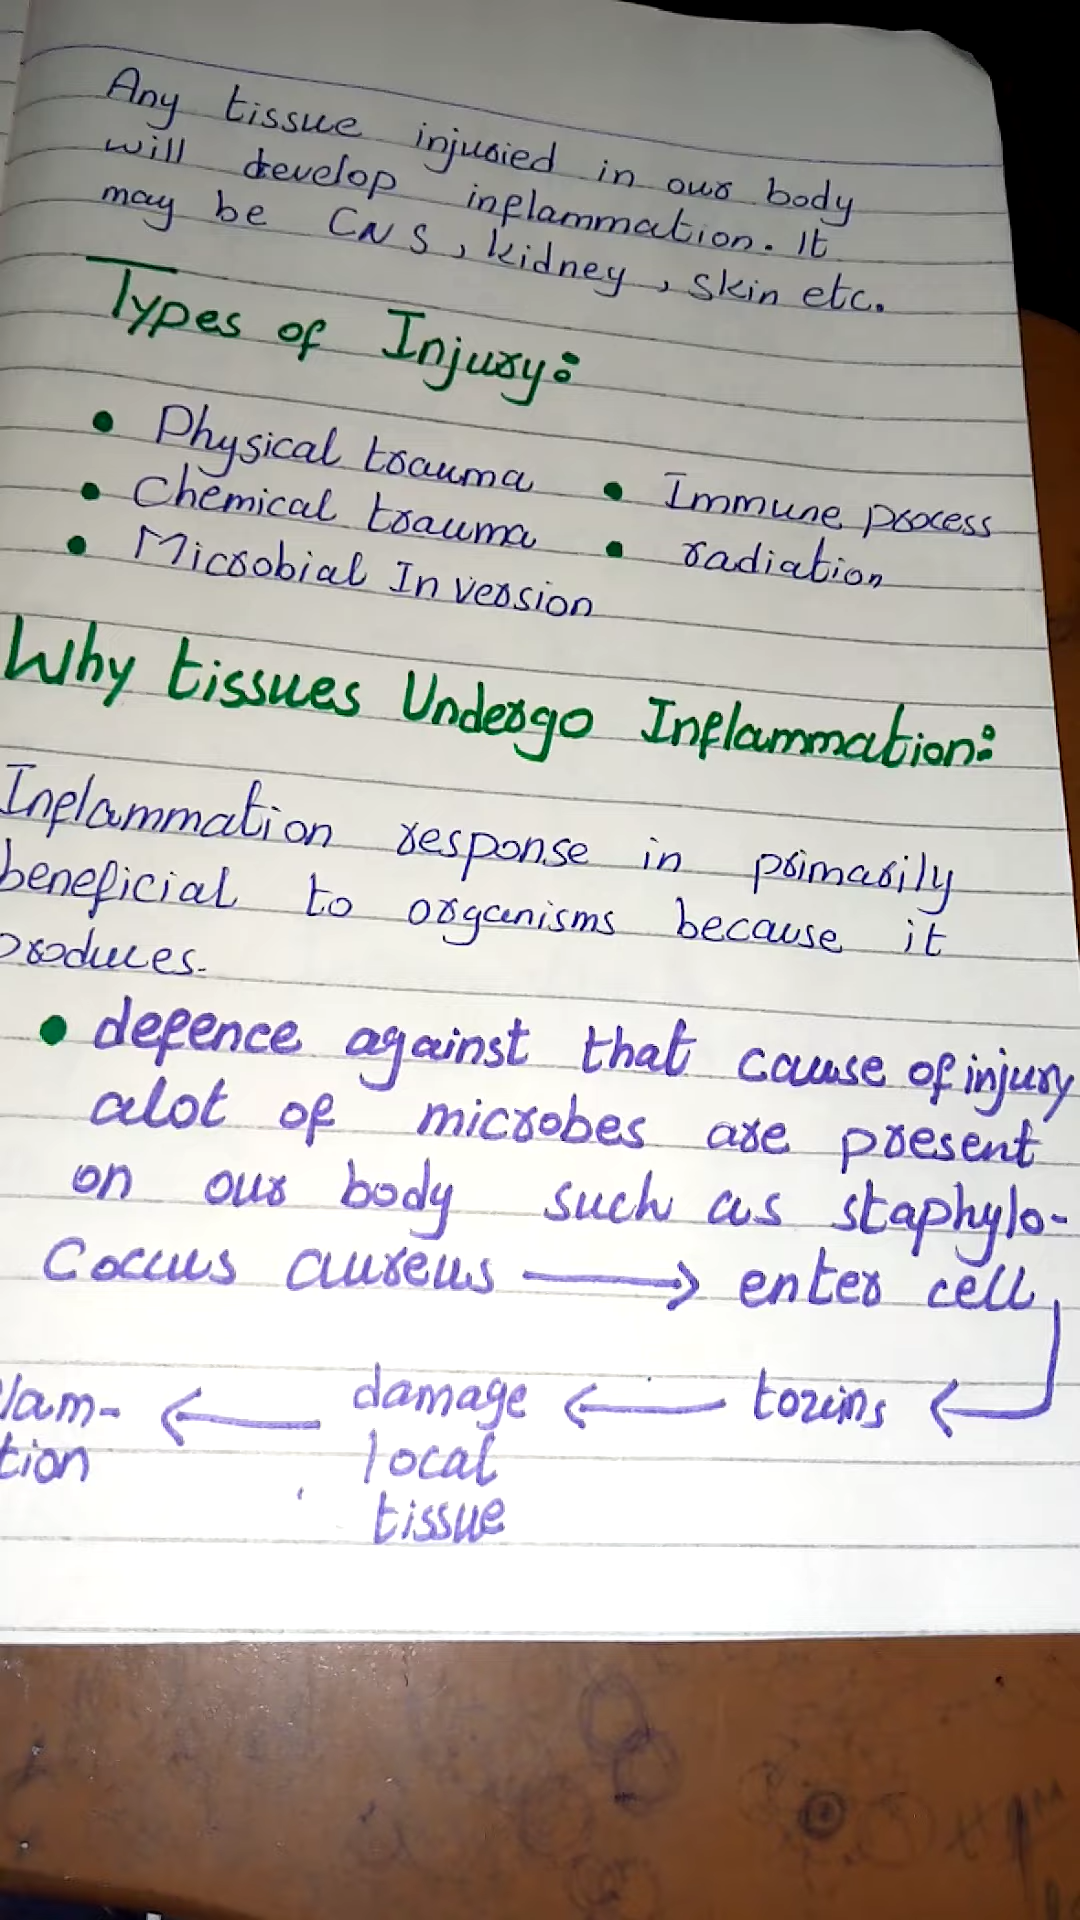 Any tissue injuried in our body
will develop inflammation. It
may be CNS, kidney, skin etc.
Types of Injury:
• Physical trauma • Immune process
• Chemical trauma • radiation
• Microbial Inversion
Why tissues Undergo Inflammation:
Inflammation response in primarily
beneficial to organisms because it
produces.
• defence against that cause of injury
alot of microbes are present
on our body such as staphylo-
coccus aureus → enter cell
lam- ← damage ← toxins ←
tion local
tissue